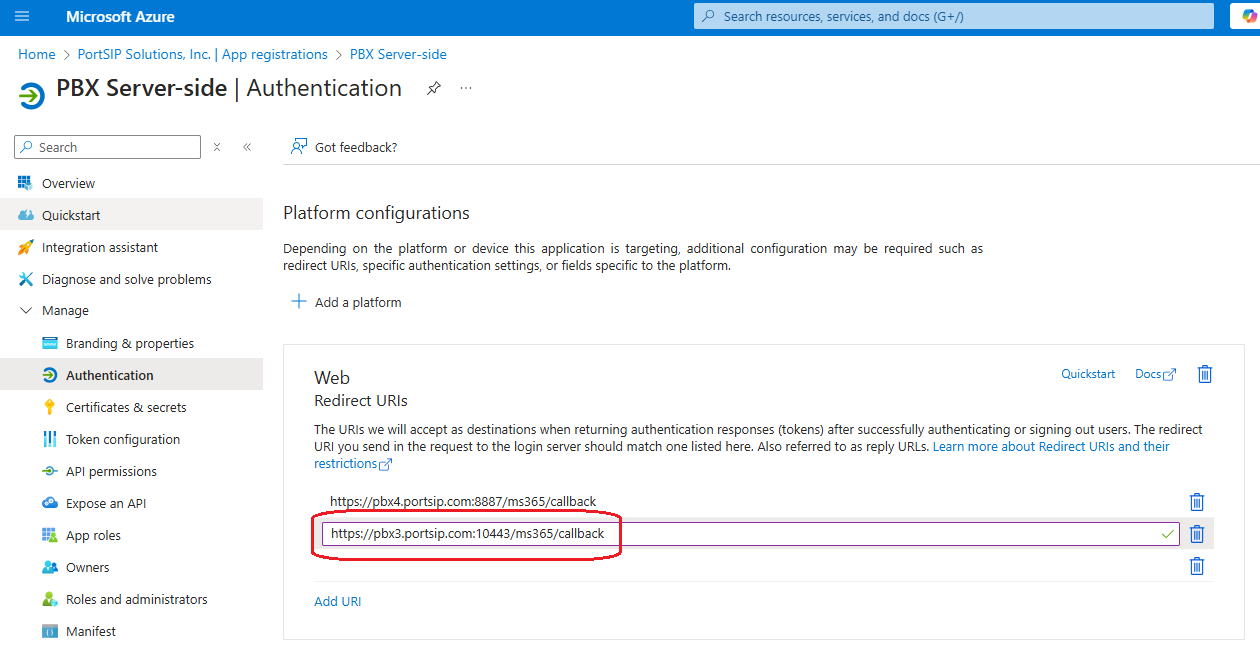 Microsoft Azure
Search resources, services, and docs (G+/)
Home > PortSIP Solutions, Inc. | App registrations > PBX Server-side
PBX Server-side | Authentication
Search
Got feedback?
Overview
Quickstart
Integration assistant
Diagnose and solve problems
Manage
Branding & properties
Authentication
Certificates & secrets
Token configuration
API permissions
Expose an API
App roles
Owners
Roles and administrators
Manifest
Platform configurations
Depending on the platform or device this application is targeting, additional configuration may be required such as
redirect URIs, specific authentication settings, or fields specific to the platform.
Add a platform
Web
Quickstart
Docs
Redirect URIs
The URIs we will accept as destinations when returning authentication responses (tokens) after successfully authenticating or signing out users. The redirect
URI you send in the request to the login server should match one listed here. Also referred to as reply URLs. Learn more about Redirect URIs and their
restrictions
https://pbx4.portsip.com:8887/ms365/callback
https://pbx3.portsip.com:10443/ms365/callback
Add URI